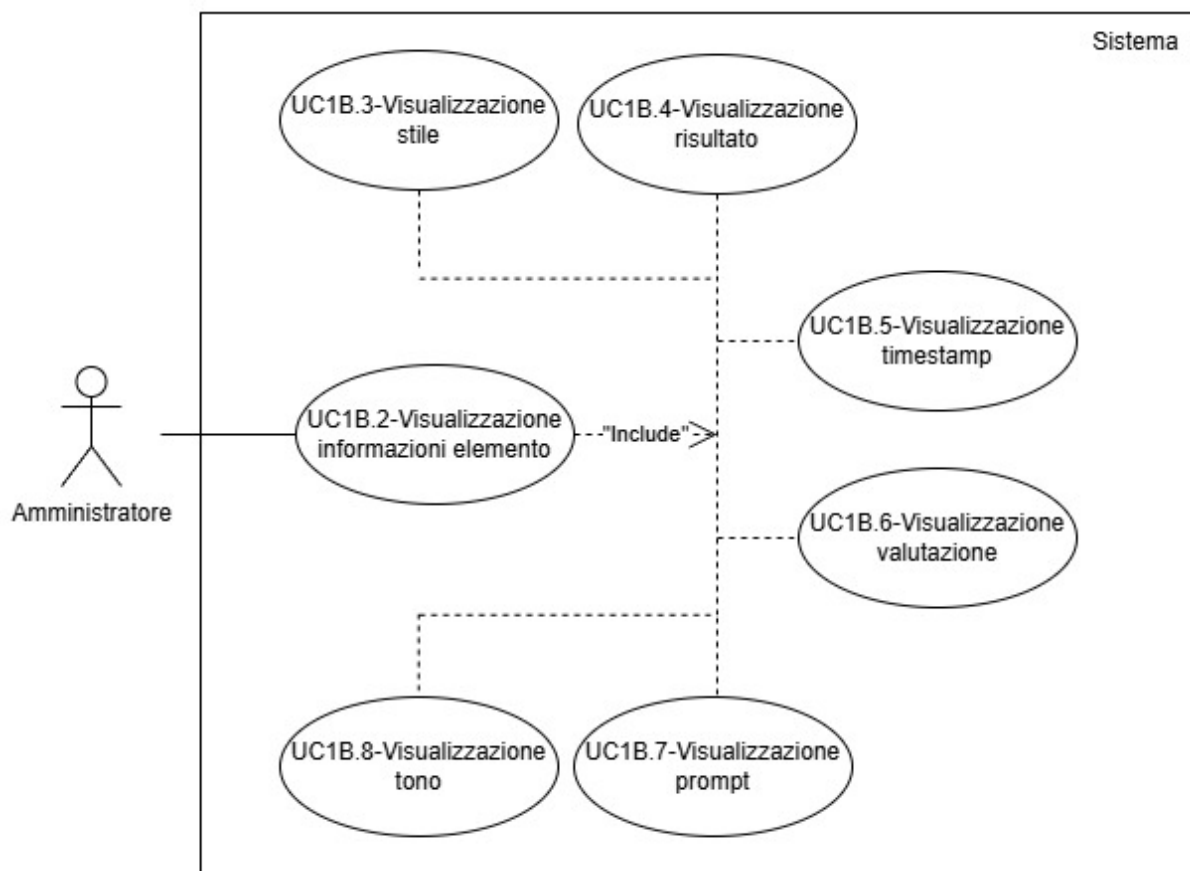 Sistema
UC1B.3-Visualizzazione
stile
UC1B.4-Visualizzazione
risultato
UC1B.5-Visualizzazione
timestamp
UC1B.2-Visualizzazione
informazioni elemento
"Include"
Amministratore
UC1B.6-Visualizzazione
valutazione
UC1B.8-Visualizzazione
tono
UC1B.7-Visualizzazione
prompt